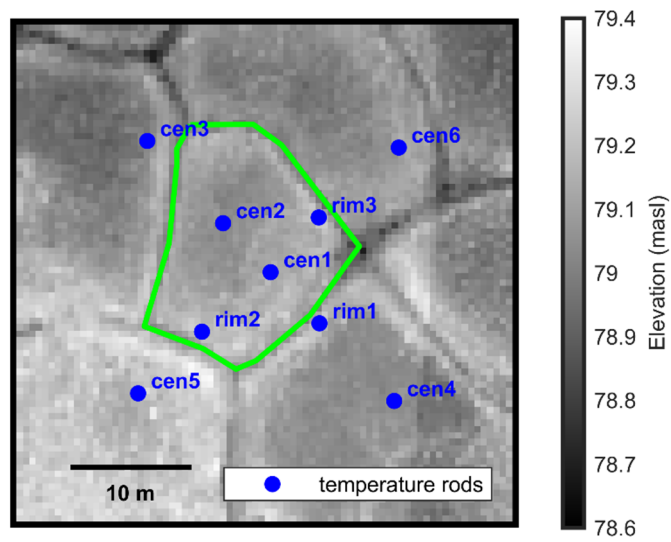 cen3
cen6
cen2
rim3
cen1
rim2
rim1
cen5
cen4
10 m
temperature rods
79.4
79.3
79.2
79.1
79
78.9
78.8
78.7
78.6
Elevation (masl)